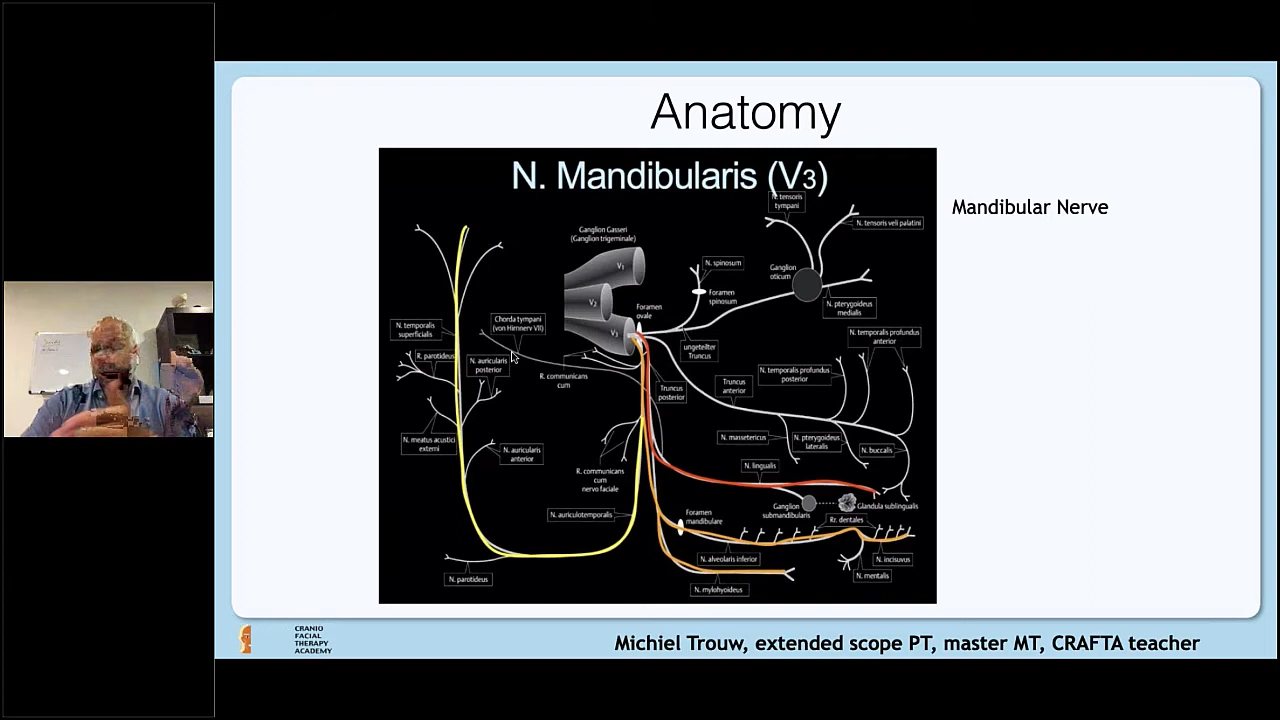 Anatomy
N. Mandibularis (V3)
Mandibular Nerve
N. tensoris
tympani
N. tensoris veli palatini
Ganglion Gasseri
(Ganglion trigeminale)
V1
V2
V3
N. spinosum
Foramen
spinosum
Ganglion
oticum
N. pterygoideus
medialis
Foramen
ovale
N. temporalis
superficialis
Chorda tympani
(von Hirnnerv VII)
ungeteilter
Truncus
N. temporalis profundus
anterior
R. parotideus
N. auricularis
posterior
R. communicans
cum
Truncus
posterior
Truncus
anterior
N. temporalis profundus
posterior
N. meatus acustici
externi
N. auricularis
anterior
N. massetericus
N. pterygoideus
lateralis
N. buccalis
R. communicans
cum
nervo faciale
N. lingualis
Ganglion
submandibularis
Glandula sublingualis
N. auriculotemporalis
Foramen
mandibulare
Rr. dentales
N. alveolaris inferior
N. incisivus
N. mentalis
N. parotideus
N. mylohyoideus
CRANIO
FACIAL
THERAPY
ACADEMY
Michiel Trouw, extended scope PT, master MT, CRAFTA teacher